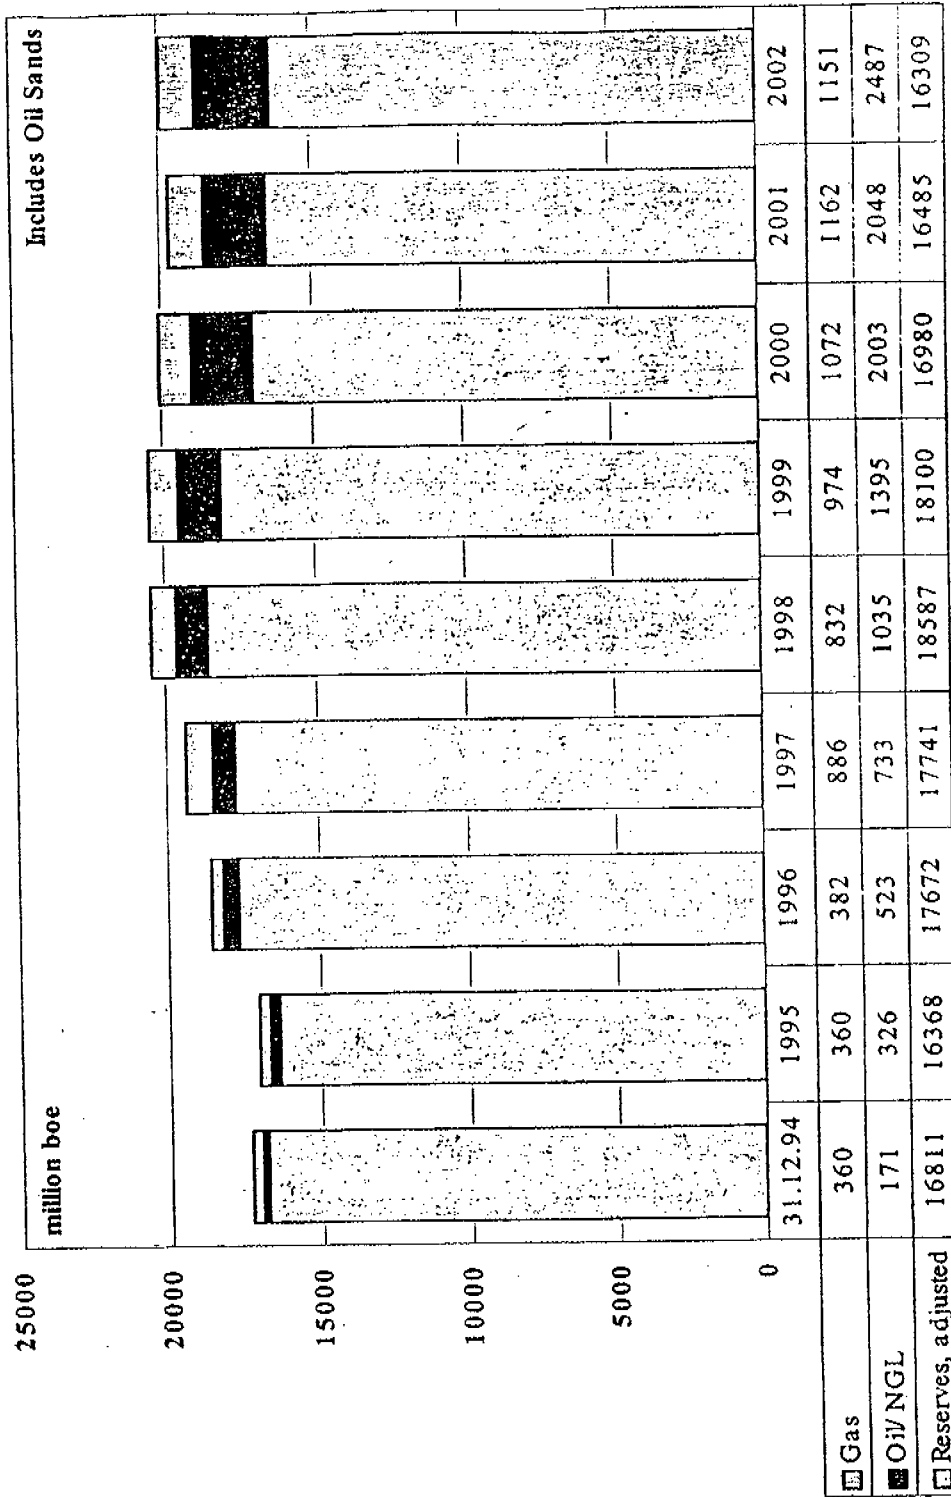 million boe
Includes Oil Sands
25000
20000
15000
10000
5000
0
31.12.94 1995 1996 1997 1998 1999 2000 2001 2002
Gas 360 360 382 886 832 974 1072 1162 1151
Oil/NGL 171 326 523 733 1035 1395 2003 2048 2487
Reserves, adjusted 16811 16368 17672 17741 18587 18100 16980 16485 16309